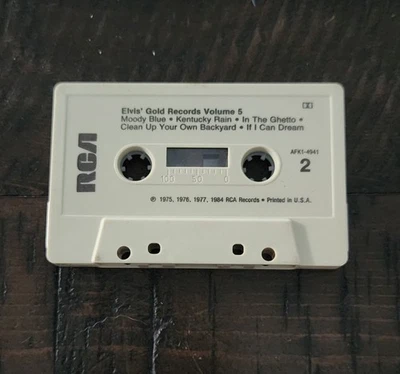 Elvis' Gold Records Volume 5
Moody Blue • Kentucky Rain • In The Ghetto •
Clean Up Your Own Backyard • If I Can Dream
RCA
AFK1-4941
2
100 50 0
℗ 1975, 1976, 1977, 1984 RCA Records • Printed in U.S.A.